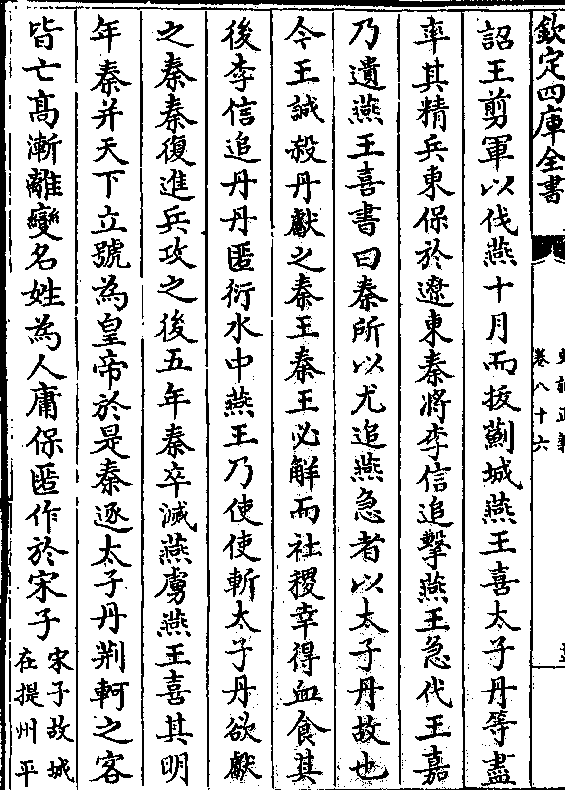 欽定四庫全書
卷八十六
詔王剪軍以伐燕十月而拔薊城燕王喜太子丹等盡
率其精兵東保於遼東秦將李信追擊燕王急代王嘉
乃遺燕王喜書曰秦所以尤追燕急者以太子丹故也
今王誠殺丹獻之秦王秦王必解而社稷幸得血食其
後李信追丹丹匿衍水中燕王乃使使斬太子丹欲獻
之秦秦復進兵攻之後五年秦卒滅燕虜燕王喜其明
年秦并天下立號為皇帝於是秦逐太子丹荆軻之客
皆亡髙漸離變名姓為人庸保匿作於宋子
宋子故城
在提州平